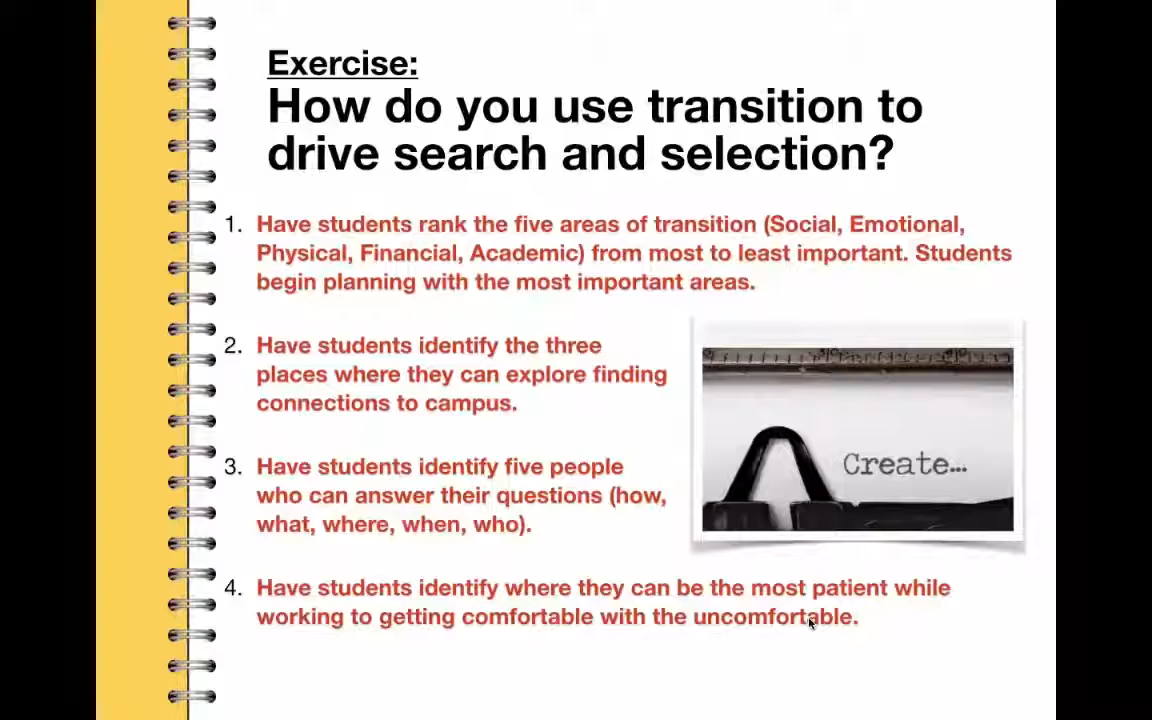 Exercise:
How do you use transition to
drive search and selection?
1. Have students rank the five areas of transition (Social, Emotional,
Physical, Financial, Academic) from most to least important. Students
begin planning with the most important areas.
2. Have students identify the three
places where they can explore finding
connections to campus.
3. Have students identify five people
who can answer their questions (how,
what, where, when, who).
Create...
4. Have students identify where they can be the most patient while
working to getting comfortable with the uncomfortable.